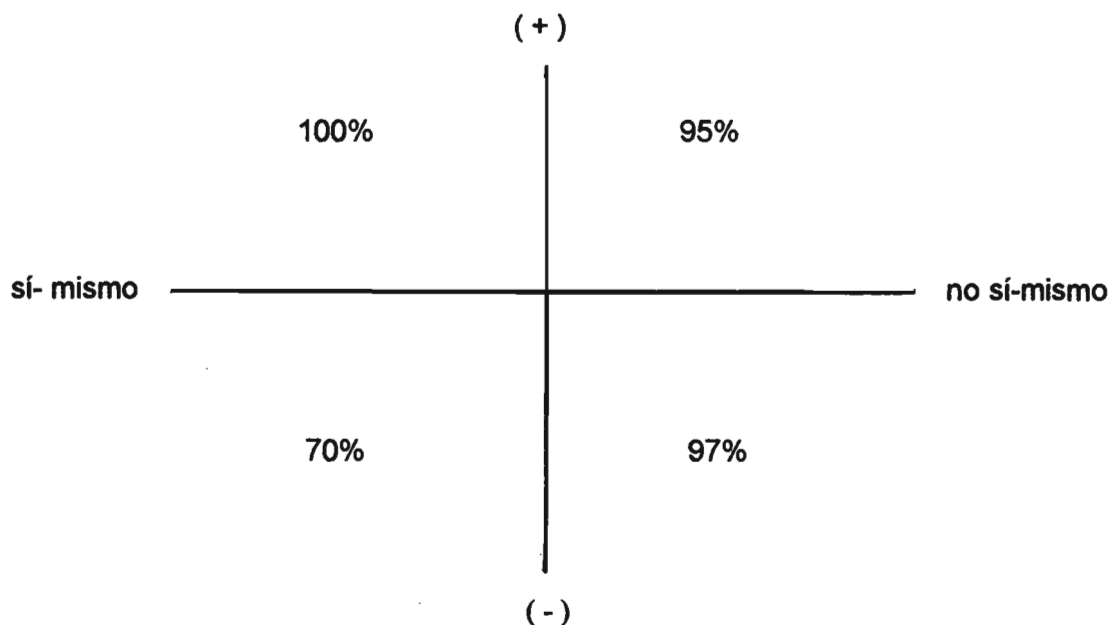 ( + )
100%
95%
sí- mismo
no sí-mismo
70%
97%
( - )